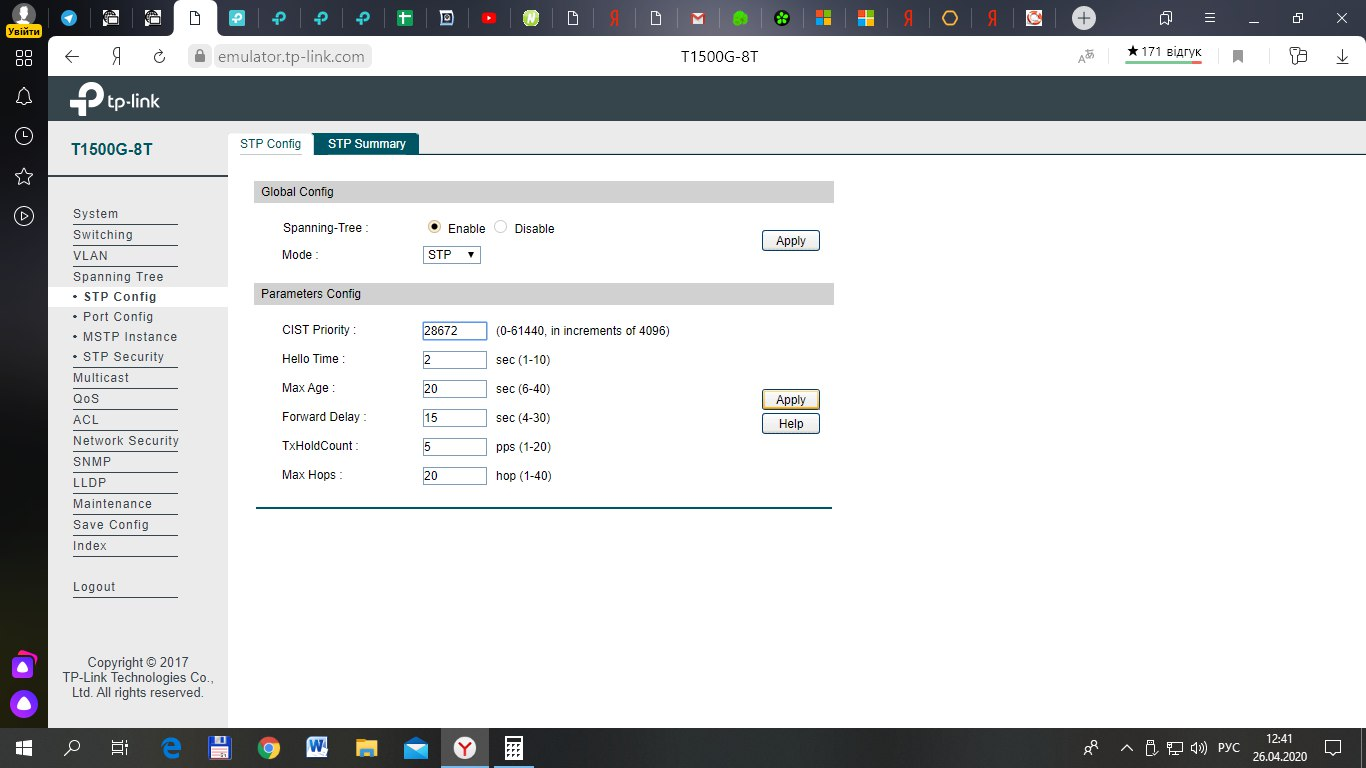 Увійти
Я
emulator.tp-link.com
T1500G-8T
★171 відгук
tp-link
T1500G-8T
STP Config
STP Summary
System
Switching
VLAN
Spanning Tree
• STP Config
• Port Config
• MSTP Instance
• STP Security
Multicast
QoS
ACL
Network Security
SNMP
LLDP
Maintenance
Save Config
Index
Logout
Copyright © 2017
TP-Link Technologies Co.,
Ltd. All rights reserved.
Global Config
Spanning-Tree : Enable Disable
Apply
Mode : STP
Parameters Config
CIST Priority : 28672 (0-61440, in increments of 4096)
Hello Time : 2 sec (1-10)
Max Age : 20 sec (6-40)
Apply
Forward Delay : 15 sec (4-30)
Help
TxHoldCount : 5 pps (1-20)
Max Hops : 20 hop (1-40)
РУС
12:41
26.04.2020